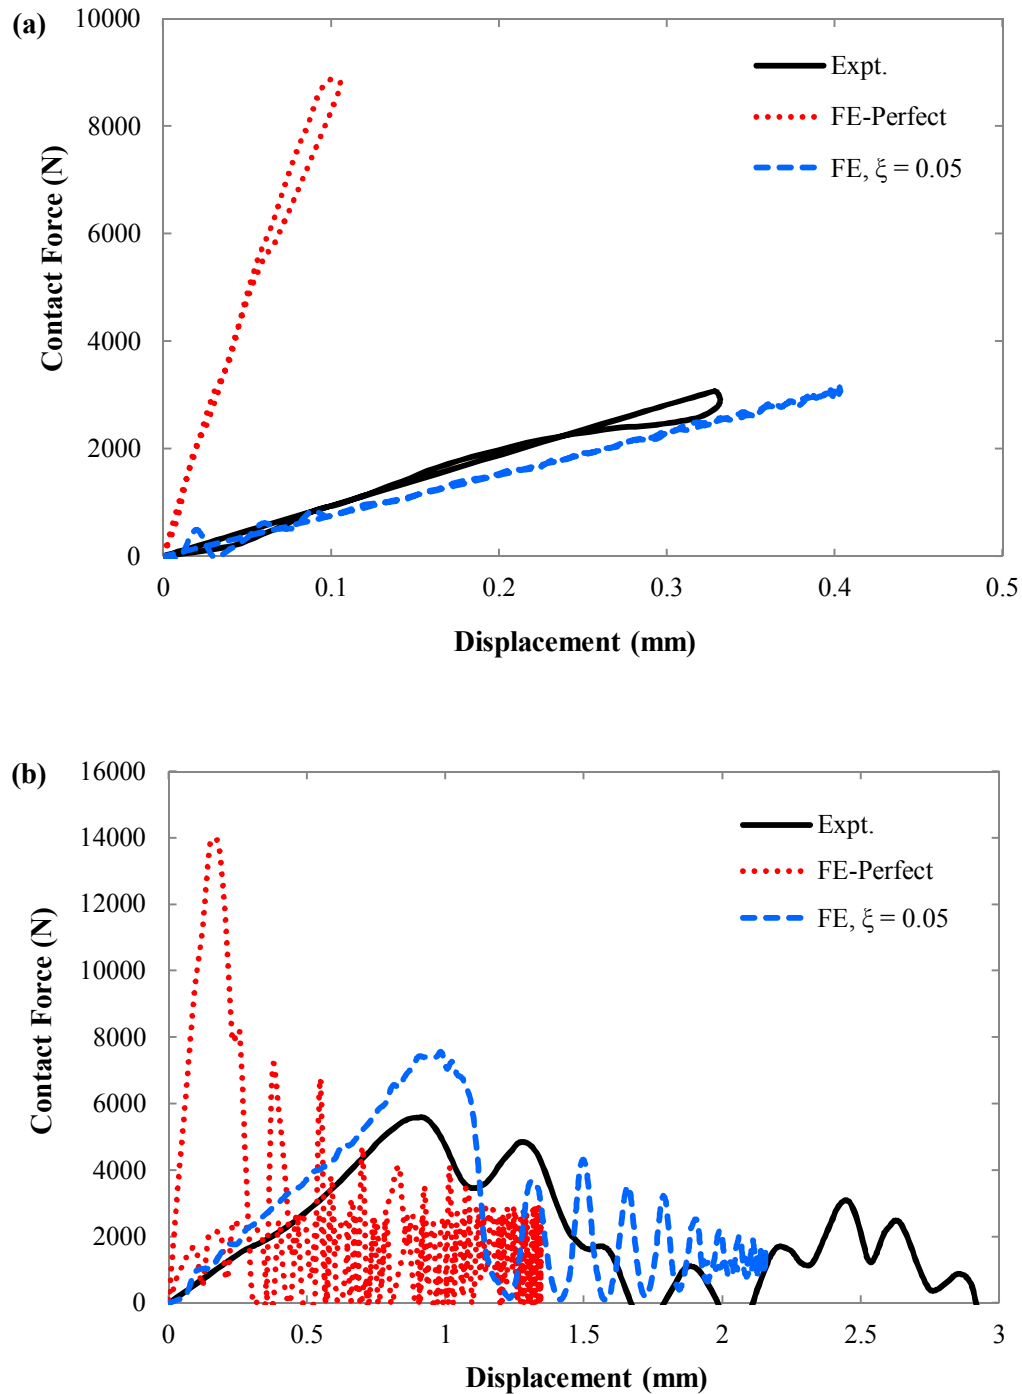 (a)
10000
8000
6000
4000
2000
0
Contact Force (N)
Expt.
FE-Perfect
FE, ξ = 0.05
0
0.1
0.2
0.3
0.4
0.5
Displacement (mm)
(b)
16000
14000
12000
10000
8000
6000
4000
2000
0
Contact Force (N)
Expt.
FE-Perfect
FE, ξ = 0.05
0
0.5
1
1.5
2
2.5
3
Displacement (mm)